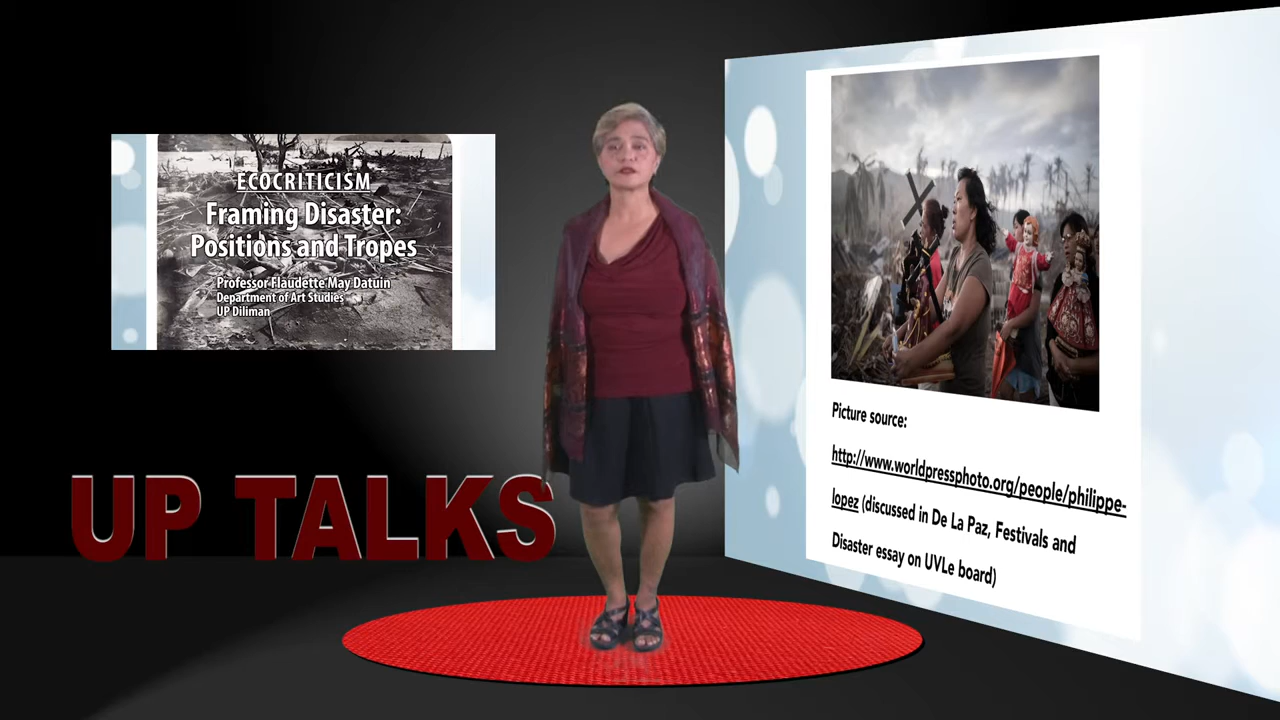 ECOCRITICISM
Framing Disaster:
Positions and Tropes
Professor Flaudette May Datuin
Department of Art Studies
UP Diliman
UP TALKS
Picture source:
http://www.worldpressphoto.org/people/philippe-
lopez (discussed in De La Paz, Festivals and
Disaster essay on UVLe board)